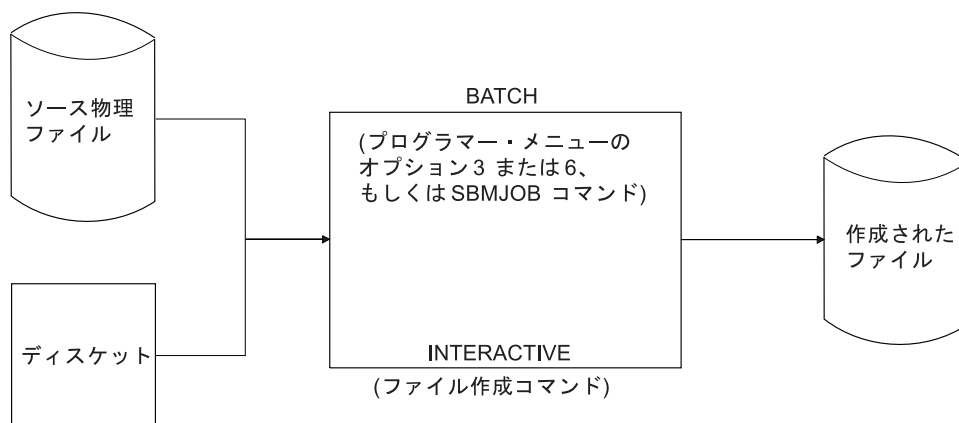 ソース物理
ファイル
ディスケット
BATCH
(プログラマー・メニューの
オプション3 または6、
もしくはSBMJOB コマンド)
INTERACTIVE
(ファイル作成コマンド)
作成された
ファイル